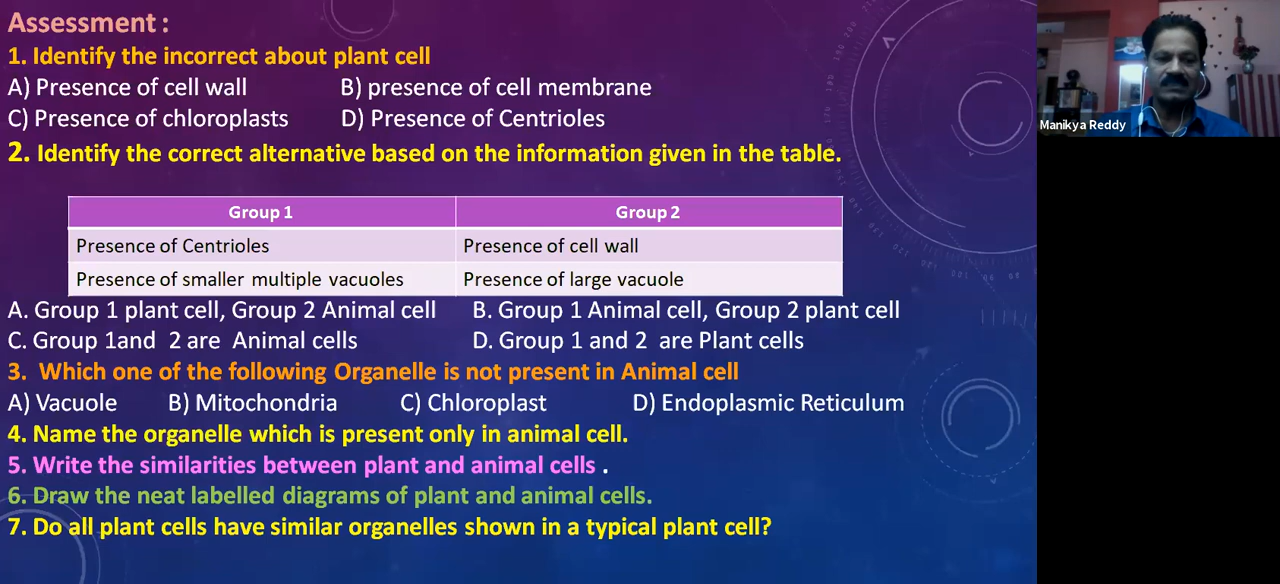 Assessment :
1. Identify the incorrect about plant cell
A) Presence of cell wall B) presence of cell membrane
C) Presence of chloroplasts D) Presence of Centrioles
2. Identify the correct alternative based on the information given in the table.
Group 1 Group 2
Presence of Centrioles Presence of cell wall
Presence of smaller multiple vacuoles Presence of large vacuole
A. Group 1 plant cell, Group 2 Animal cell B. Group 1 Animal cell, Group 2 plant cell
C. Group 1and 2 are Animal cells D. Group 1 and 2 are Plant cells
3. Which one of the following Organelle is not present in Animal cell
A) Vacuole B) Mitochondria C) Chloroplast D) Endoplasmic Reticulum
4. Name the organelle which is present only in animal cell.
5. Write the similarities between plant and animal cells .
6. Draw the neat labelled diagrams of plant and animal cells.
7. Do all plant cells have similar organelles shown in a typical plant cell?
Manikya Reddy